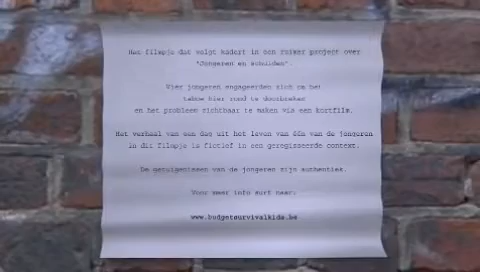 Het filmpje dat volgt kadert in een ruimer project over
"Jongeren en schulden".
Vier jongeren engageerden zich om het
taboe hier rond te doorbreken
en het probleem zichtbaar te maken via een kortfilm.
Het verhaal van een dag uit het leven van één van de jongeren
in dit filmpje is fictief in een geregisseerde context.
De getuigenissen van de jongeren zijn authentiek.
Voor meer info surf naar:
www.budgetsurvivalkids.be